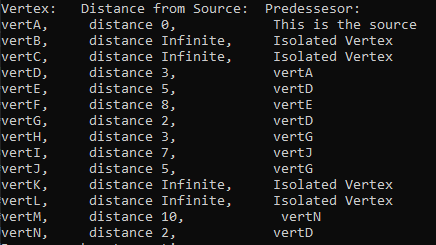 Vertex:   Distance from Source:  Predessesor:
vertA,     distance 0,            This is the source
vertB,     distance Infinite,     Isolated Vertex
vertC,     distance Infinite,     Isolated Vertex
vertD,     distance 3,            vertA
vertE,     distance 5,            vertD
vertF,     distance 8,            vertE
vertG,     distance 2,            vertD
vertH,     distance 3,            vertG
vertI,     distance 7,            vertJ
vertJ,     distance 5,            vertG
vertK,     distance Infinite,     Isolated Vertex
vertL,     distance Infinite,     Isolated Vertex
vertM,     distance 10,            vertN
vertN,     distance 2,            vertD